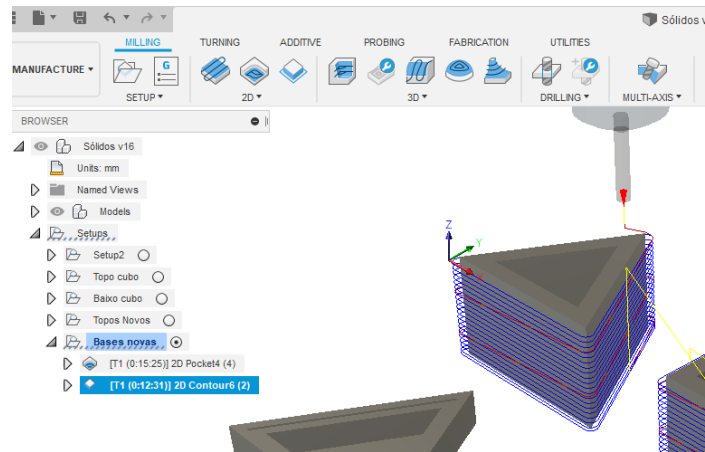 Sólidos v
MILLING TURNING ADDITIVE PROBING FABRICATION UTILITIES
MANUFACTURE
G
SETUP 2D 3D DRILLING MULTI-AXIS
BROWSER
Sólidos v16
Units: mm
Named Views
Models
Setups
Setup2
Topo cubo
Baixo cubo
Topos Novos
Bases novas
[T1 (0:15:25)] 2D Pocket4 (4)
[T1 (0:12:31)] 2D Contour6 (2)
Z
Y
X